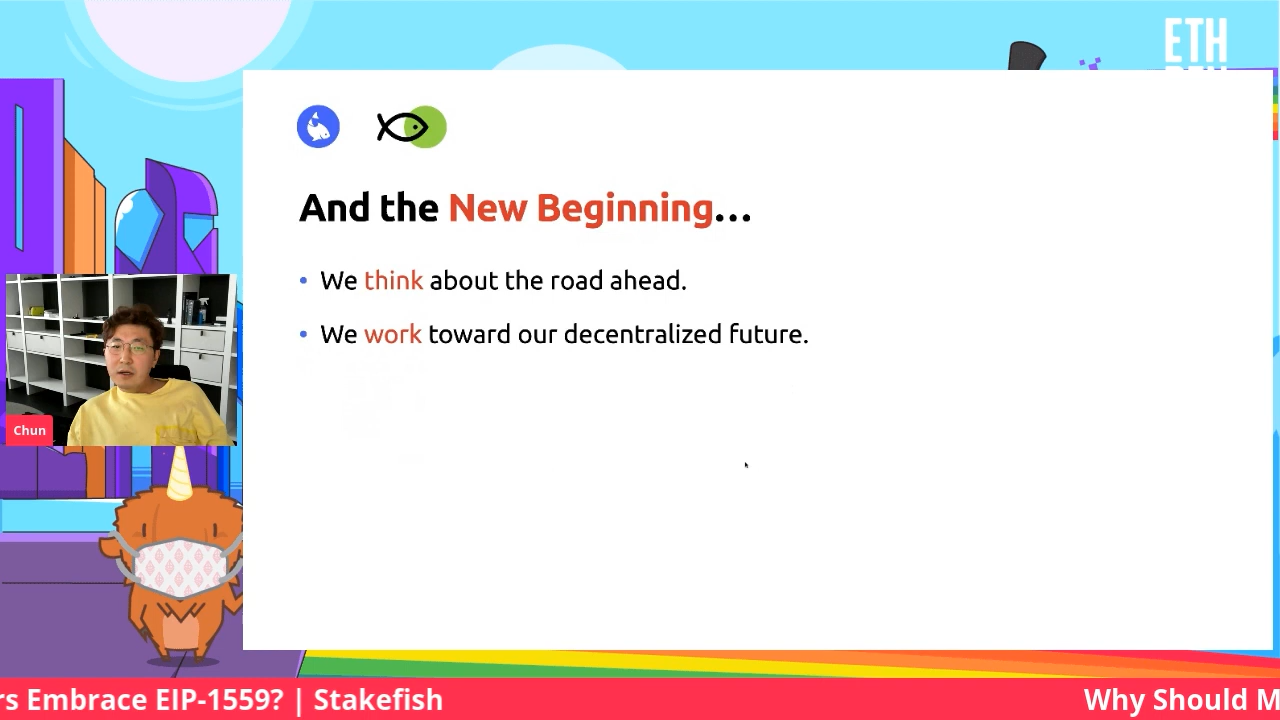 ETH
And the New Beginning...
• We think about the road ahead.
• We work toward our decentralized future.
Chun
rs Embrace EIP-1559? | Stakefish
Why Should M